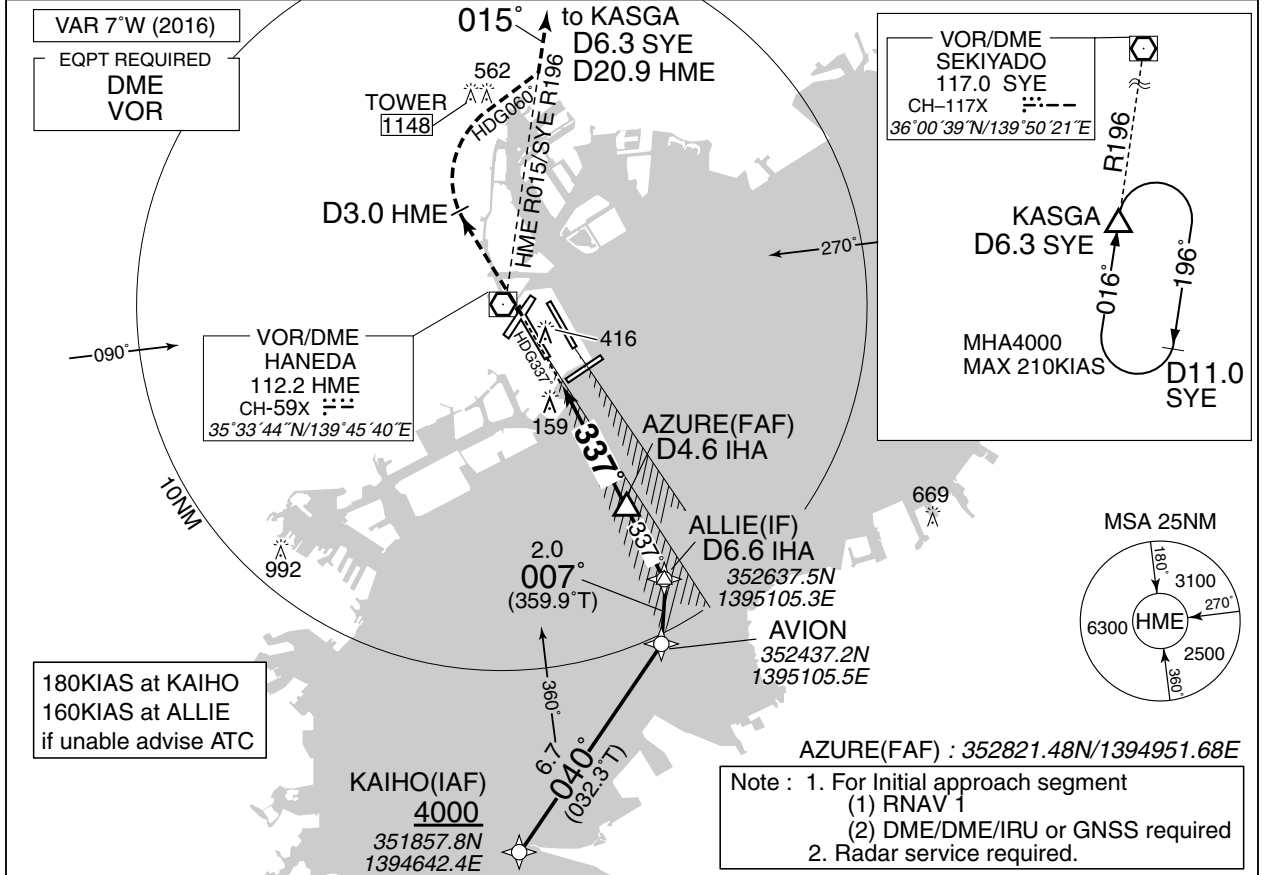 VAR 7°W (2016)
EQPT REQUIRED
DME
VOR
015°
to KASGA
D6.3 SYE
D20.9 HME
562
TOWER
1148
HDG060°
HME R015/SYE R196
D3.0 HME
270°
090°
VOR/DME
HANEDA
112.2 HME
CH-59X
35°33´44˝N/139°45´40˝E
HDG337°
416
159
337°
AZURE(FAF)
D4.6 IHA
337°
ALLIE(IF)
D6.6 IHA
352637.5N
1395105.3E
669
10NM
992
2.0
007°
(359.9°T)
AVION
352437.2N
1395105.5E
360°
6.7
040°
(032.3°T)
KAIHO(IAF)
4000
351857.8N
1394642.4E
180KIAS at KAIHO
160KIAS at ALLIE
if unable advise ATC
VOR/DME
SEKIYADO
117.0 SYE
CH–117X
36°00´39˝N/139°50´21˝E
R196
KASGA
D6.3 SYE
016°
196°
MHA4000
MAX 210KIAS
D11.0
SYE
MSA 25NM
180°
3100
270°
6300
HME
2500
360°
AZURE(FAF) : 352821.48N/1394951.68E
Note : 1. For Initial approach segment
(1) RNAV 1
(2) DME/DME/IRU or GNSS required
2. Radar service required.